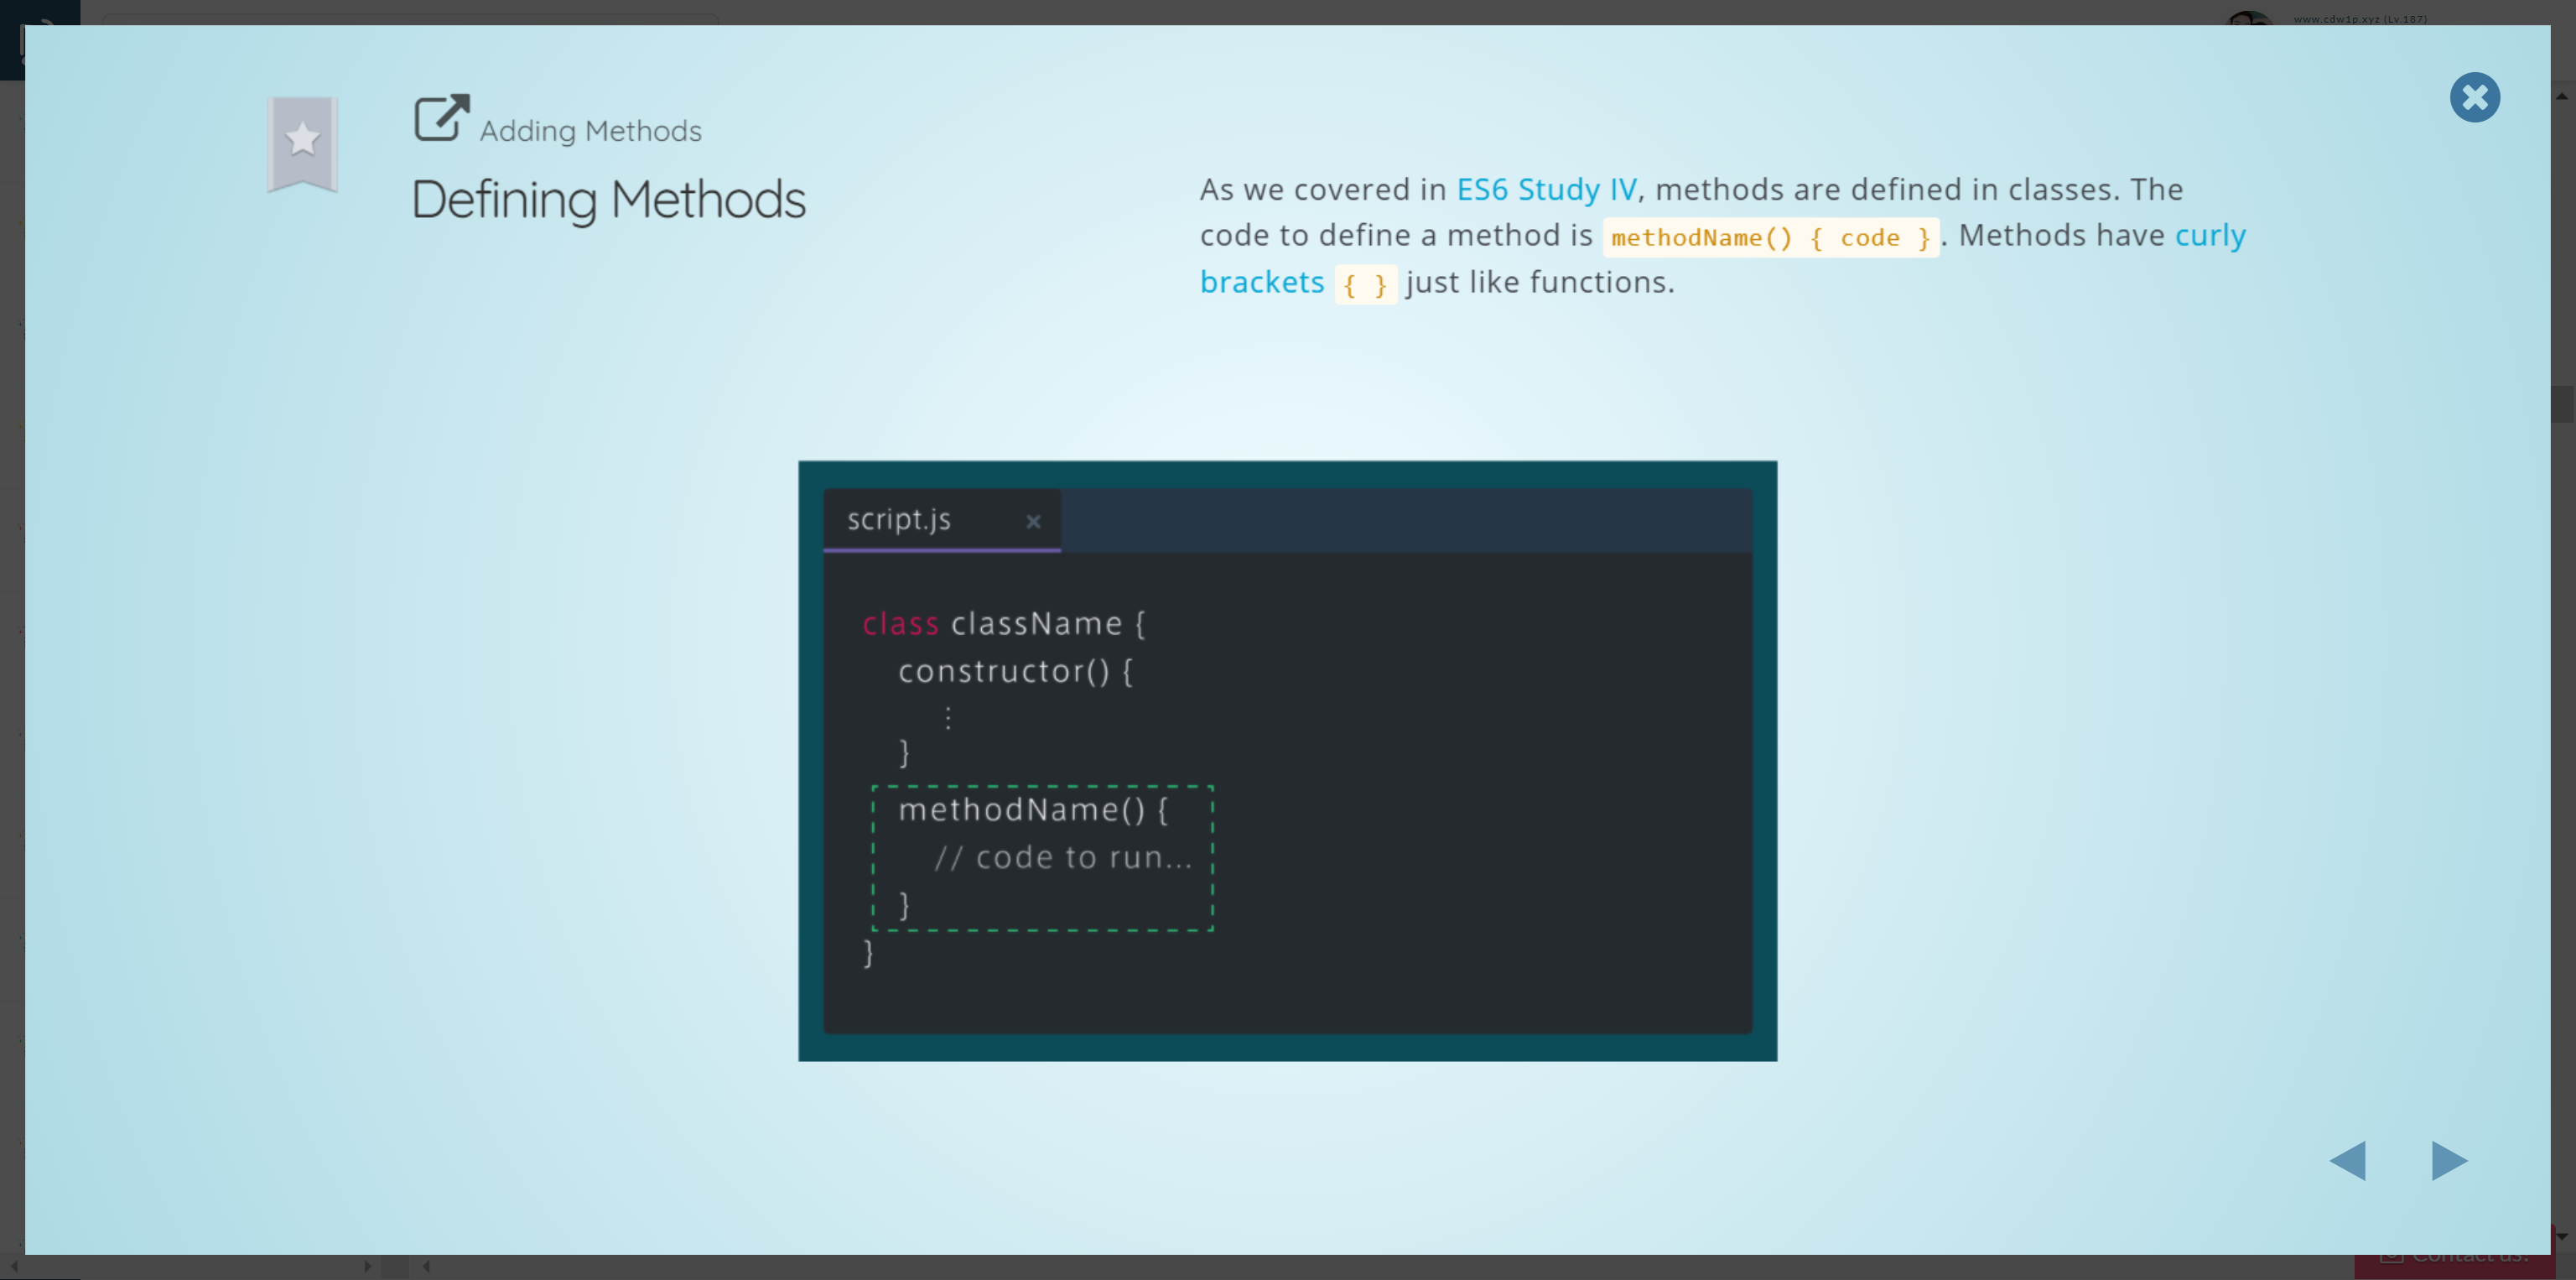 www.cdw1p.xyz (Lv.187)
Adding Methods
Defining Methods
As we covered in ES6 Study IV, methods are defined in classes. The
code to define a method is methodName() { code } . Methods have curly
brackets { } just like functions.
script.js ×
class className {
constructor() {
⋮
}
methodName() {
// code to run...
}
}
Contact us!